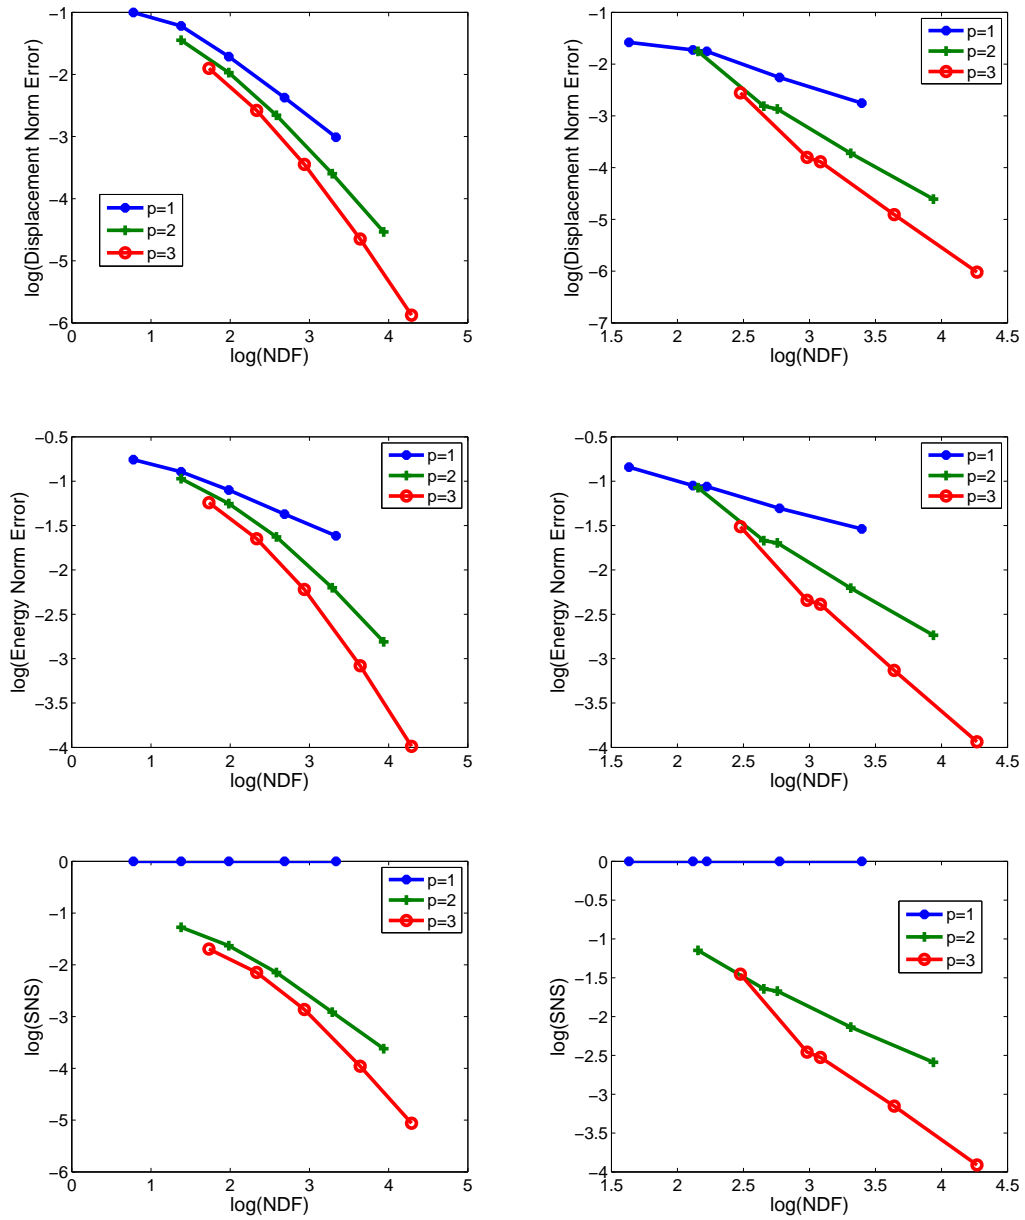 −1
−2
−3
−4
−5
−6
0
1
2
3
4
5
log(NDF)
log(Displacement Norm Error)
p=1
p=2
p=3
−1
−2
−3
−4
−5
−6
−7
1.5
2
2.5
3
3.5
4
4.5
log(NDF)
log(Displacement Norm Error)
p=1
p=2
p=3
−0.5
−1
−1.5
−2
−2.5
−3
−3.5
−4
0
1
2
3
4
5
log(NDF)
log(Energy Norm Error)
p=1
p=2
p=3
−0.5
−1
−1.5
−2
−2.5
−3
−3.5
−4
1.5
2
2.5
3
3.5
4
4.5
log(NDF)
log(Energy Norm Error)
p=1
p=2
p=3
0
−1
−2
−3
−4
−5
−6
0
1
2
3
4
5
log(NDF)
log(SNS)
p=1
p=2
p=3
0
−0.5
−1
−1.5
−2
−2.5
−3
−3.5
−4
1.5
2
2.5
3
3.5
4
4.5
log(NDF)
log(SNS)
p=1
p=2
p=3